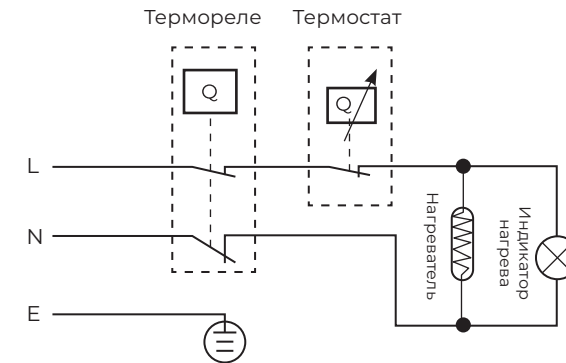 Термореле
Термостат
Q
Q
L
N
E
Нагреватель
Индикатор
нагрева